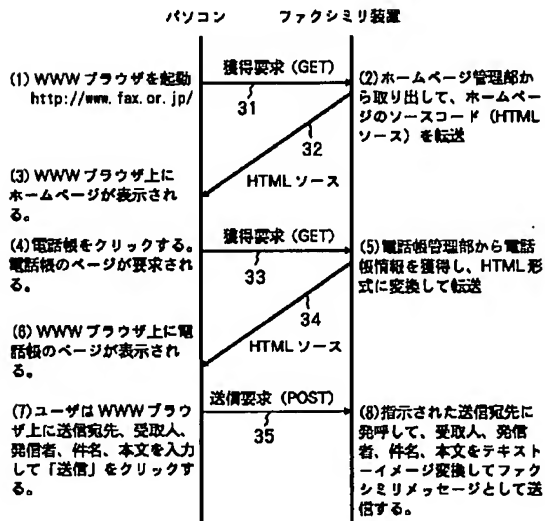 パソコン ファクシミリ装置
(1) WWW ブラウザを起動
http://www.fax.or.jp/
獲得要求 (GET)
31
(2)ホームページ管理部か
ら取り出して、ホームペー
ジのソースコード (HTML
ソース) を転送
32
HTML ソース
(3) WWW ブラウザ上に
ホームページが表示され
る。
(4)電話帳をクリックする。
電話帳のページが要求され
る。
獲得要求 (GET)
33
(5)電話帳管理部から電話
帳情報を獲得し、HTML 形
式に変換して転送
34
HTML ソース
(6) WWW ブラウザ上に電
話帳のページが表示され
る。
(7)ユーザは WWW ブラウ
ザ上に送信宛先、受取人、
発信者、件名、本文を入力
して「送信」をクリックす
る。
送信要求 (POST)
35
(8)指示された送信宛先に
発呼して、受取人、発信
者、件名、本文をテキスト
ーイメージ変換してファク
シミリメッセージとして送
信する。